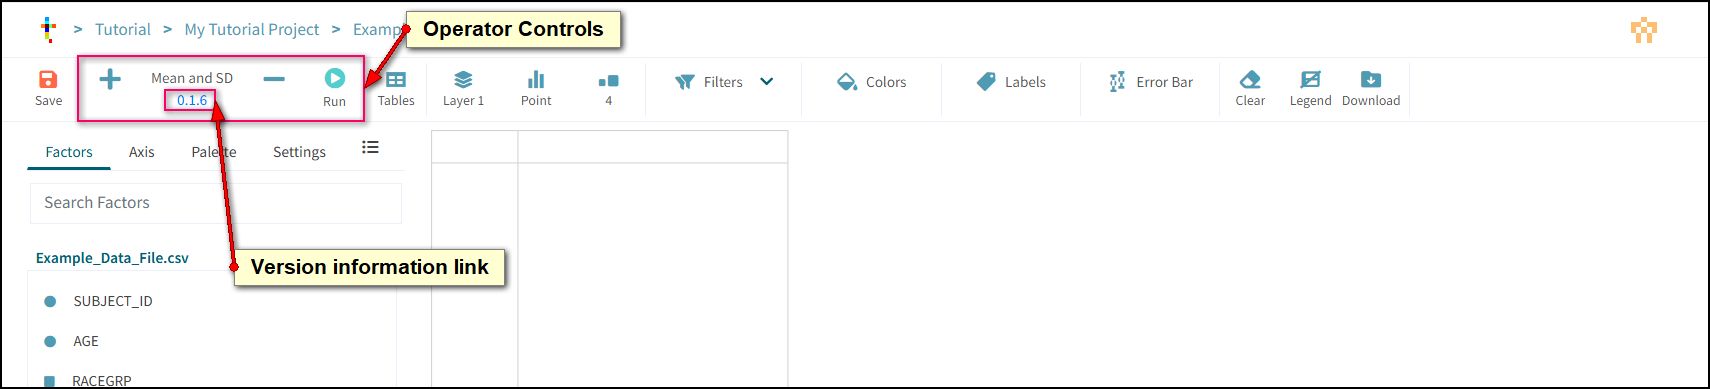 > Tutorial > My Tutorial Project > Examp
Operator Controls
Save
Mean and SD
0.1.6
Run
Tables
Layer 1
Point
4
Filters
Colors
Labels
Error Bar
Clear
Legend
Download
Factors Axis Palette Settings
Search Factors
Example_Data_File.csv
Version information link
SUBJECT_ID
AGE
RACEGRP